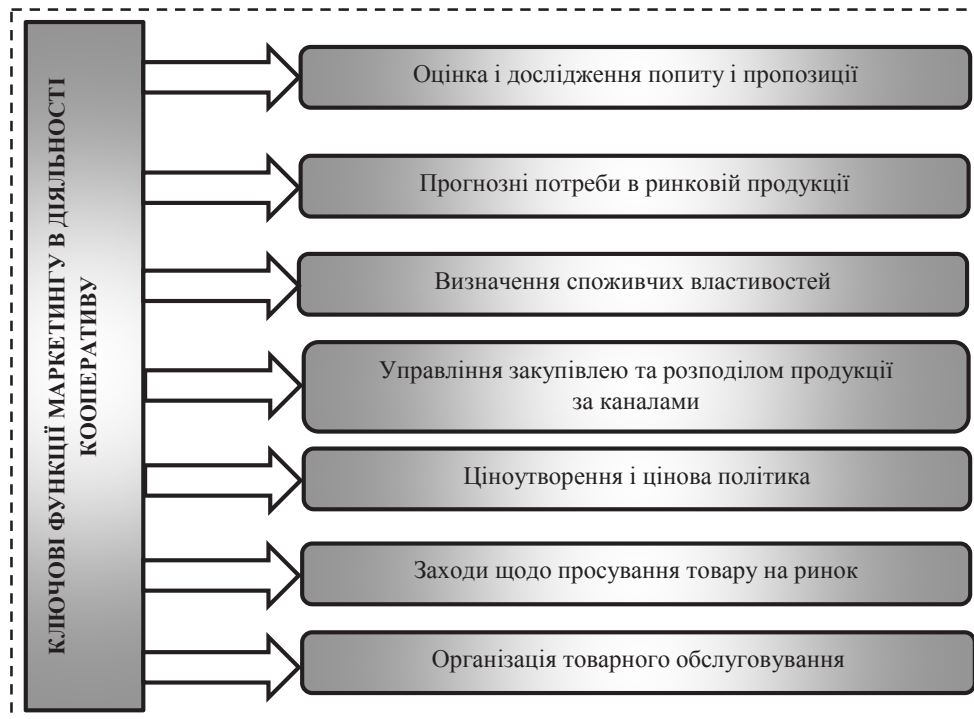 КЛЮЧОВІ ФУНКЦІЇ МАРКЕТИНГУ В ДІЯЛЬНОСТІ
КООПЕРАТИВУ
Оцінка і дослідження попиту і пропозиції
Прогнозні потреби в ринковій продукції
Визначення споживчих властивостей
Управління закупівлею та розподілом продукції
за каналами
Ціноутворення і цінова політика
Заходи щодо просування товару на ринок
Організація товарного обслуговування